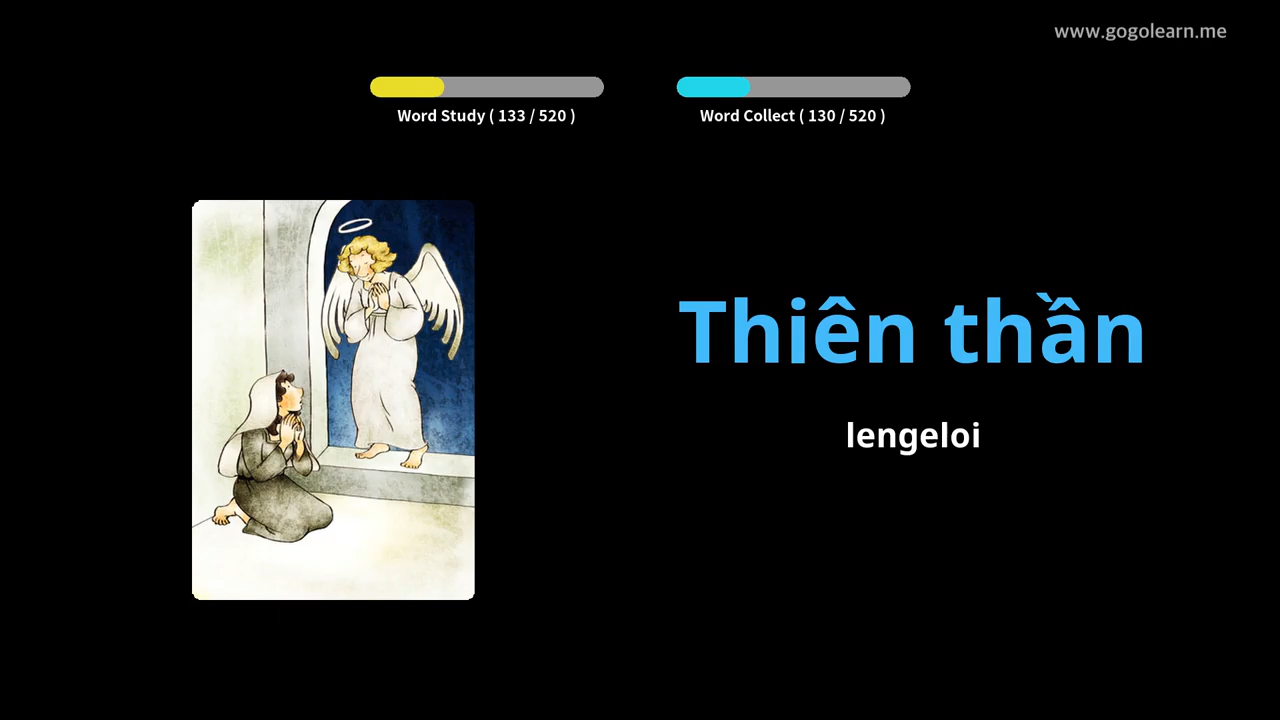 www.gogolearn.me
Word Study ( 133 / 520 )
Word Collect ( 130 / 520 )
Thiên thần
lengeloi